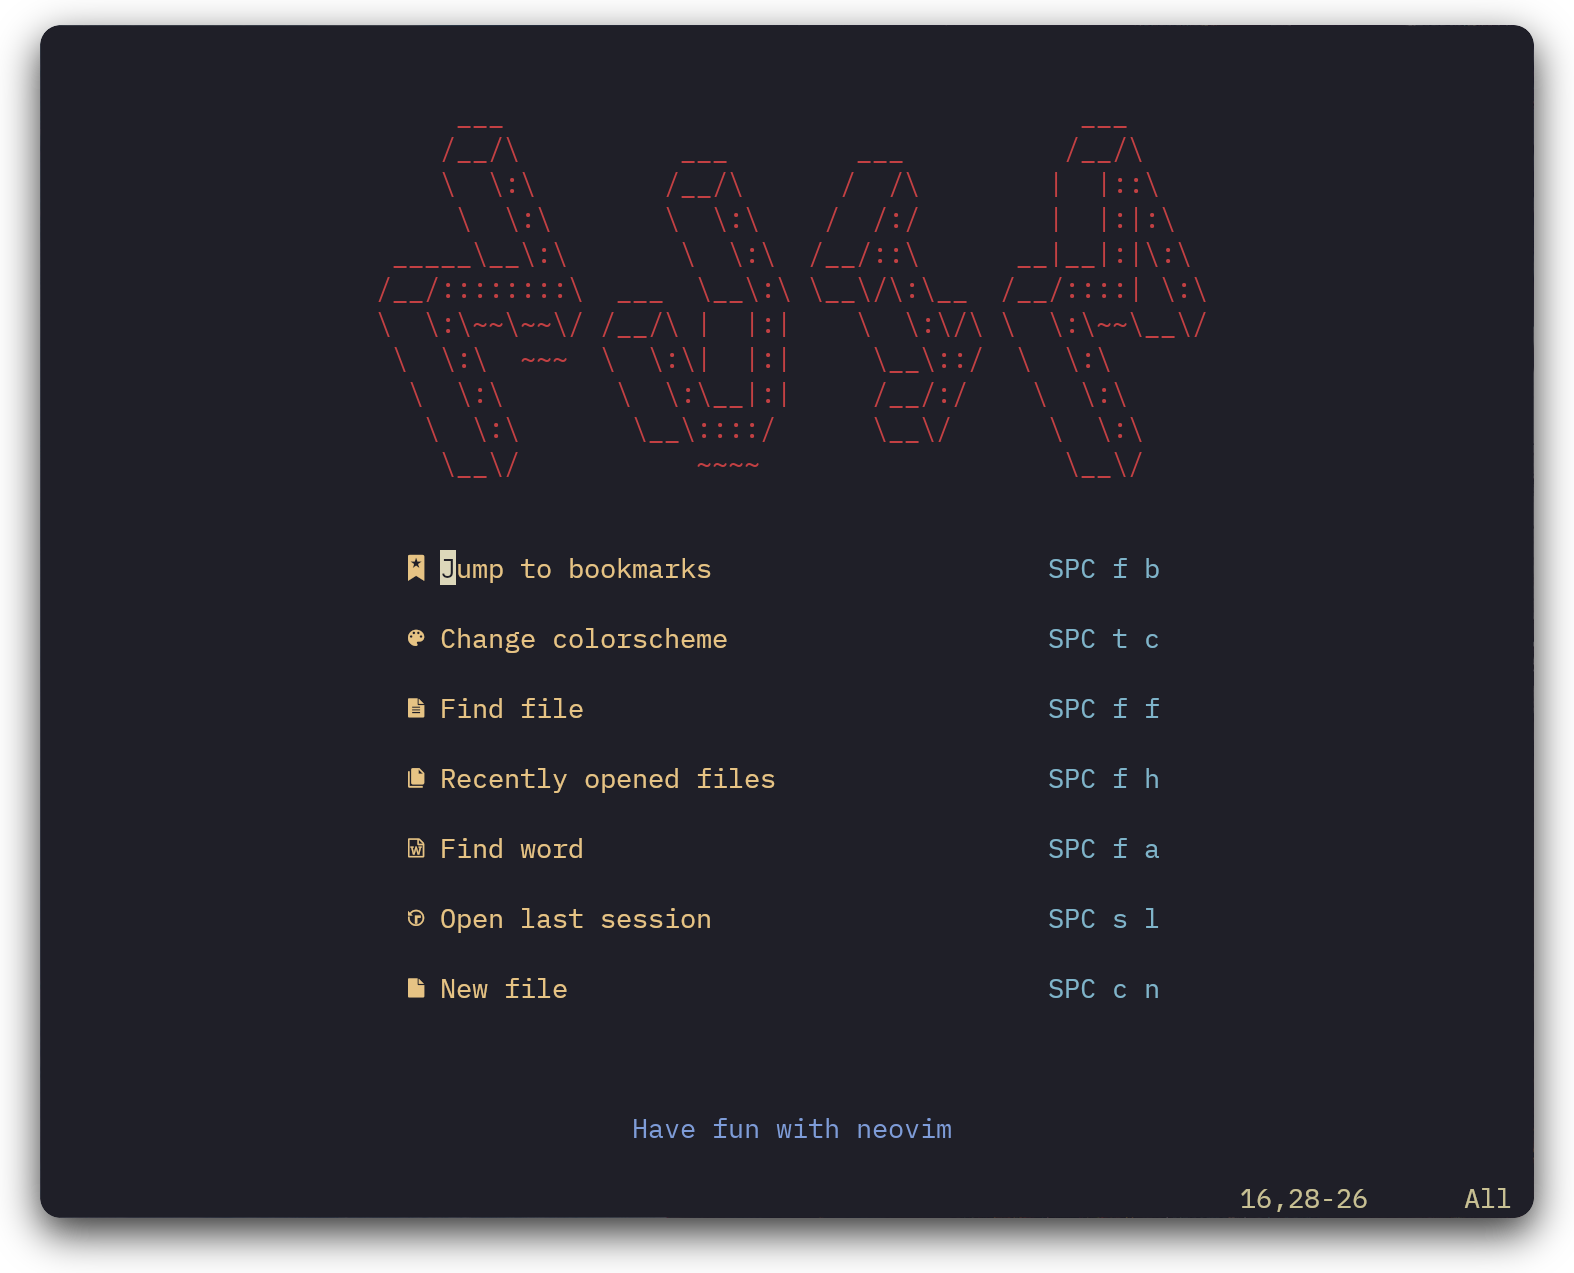 Jump to bookmarks SPC f b
Change colorscheme SPC t c
Find file SPC f f
Recently opened files SPC f h
Find word SPC f a
Open last session SPC s l
New file SPC c n
Have fun with neovim
16,28-26 All